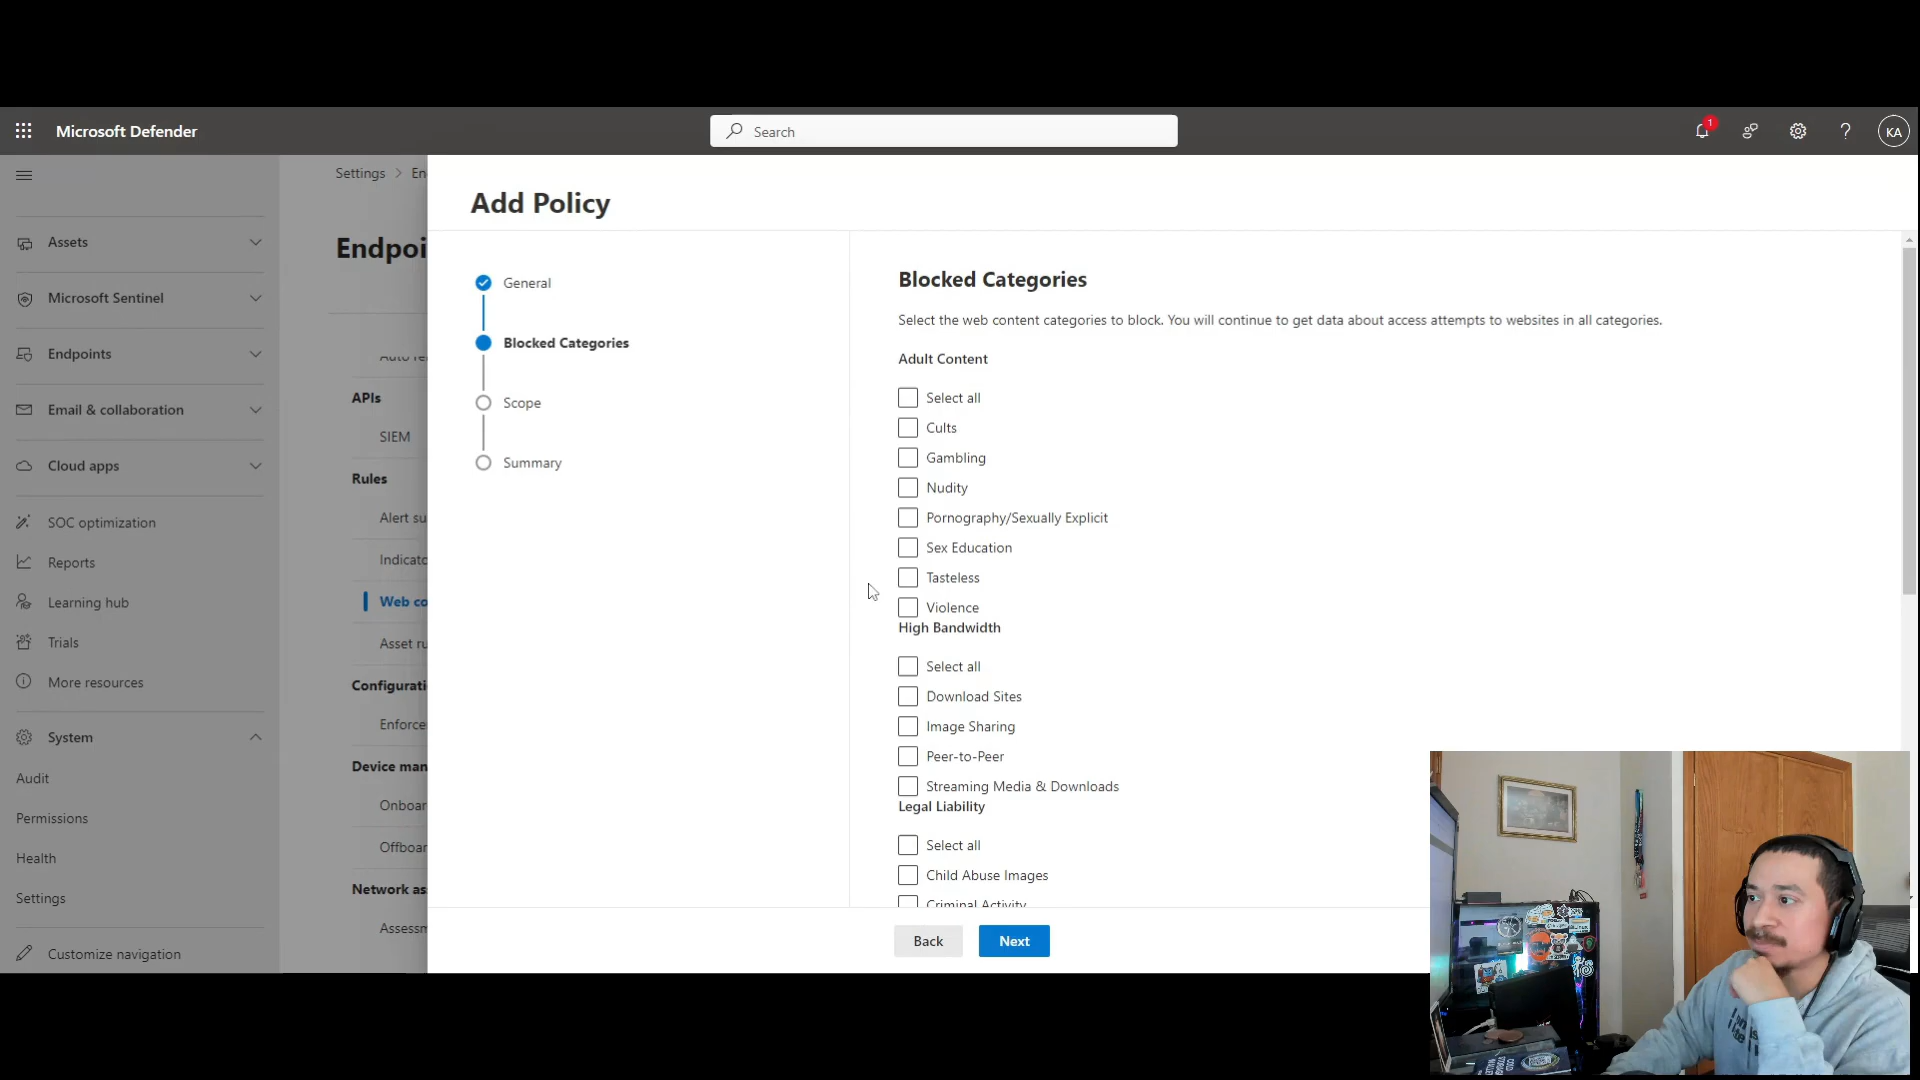 Microsoft Defender
Search
1
KA
Settings > En
Add Policy
Assets
Microsoft Sentinel
Endpoints
Email & collaboration
Cloud apps
SOC optimization
Reports
Learning hub
Trials
More resources
System
Audit
Permissions
Health
Settings
Customize navigation
Endpoi
Auto re
APIs
SIEM
Rules
Alert su
Indicato
Web co
Asset ru
Configurati
Enforce
Device man
Onboar
Offboar
Network as
Assessm
General
Blocked Categories
Scope
Summary
Blocked Categories
Select the web content categories to block. You will continue to get data about access attempts to websites in all categories.
Adult Content
Select all
Cults
Gambling
Nudity
Pornography/Sexually Explicit
Sex Education
Tasteless
Violence
High Bandwidth
Select all
Download Sites
Image Sharing
Peer-to-Peer
Streaming Media & Downloads
Legal Liability
Select all
Child Abuse Images
Criminal Activity
Back
Next